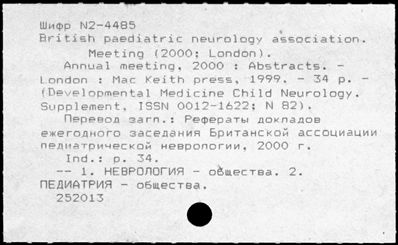 Шифр N2-4485
British paediatric neurology association.
Meeting (2000; London).
Annual meeting, 2000 : Abstracts. -
London : Mac Keith press, 1999. - 34 p. -
(Developmental Medicine Child Neurology.
Supplement, ISSN 0012-1622; N 82).
Перевод загл.: Рефераты докладов
ежегодного заседания Британской ассоциации
педиатрической неврологии, 2000 г.
Ind.: p. 34.
-- 1. НЕВРОЛОГИЯ - общества. 2.
ПЕДИАТРИЯ - общества.
252013